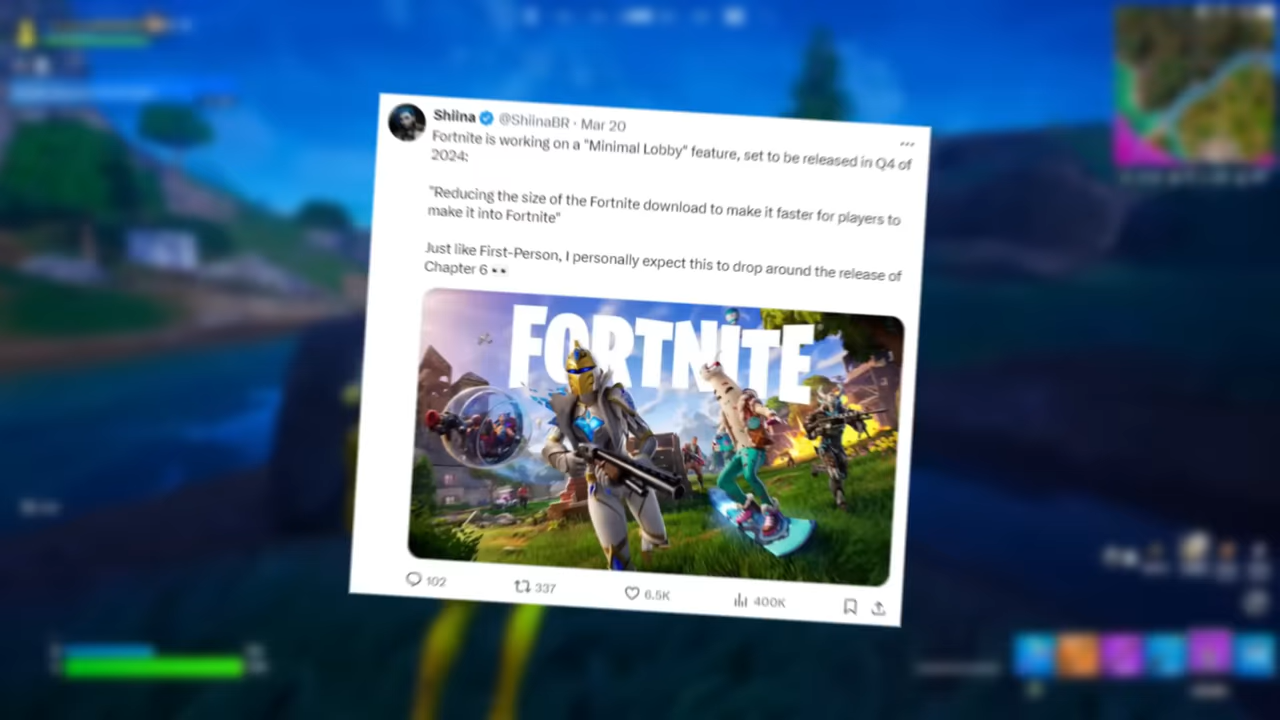 Shiina @ShiinaBR · Mar 20
Fortnite is working on a "Minimal Lobby" feature, set to be released in Q4 of
2024:
"Reducing the size of the Fortnite download to make it faster for players to
make it into Fortnite"
Just like First-Person, I personally expect this to drop around the release of
Chapter 6 👀
FORTNITE
102 337 6.5K 400K